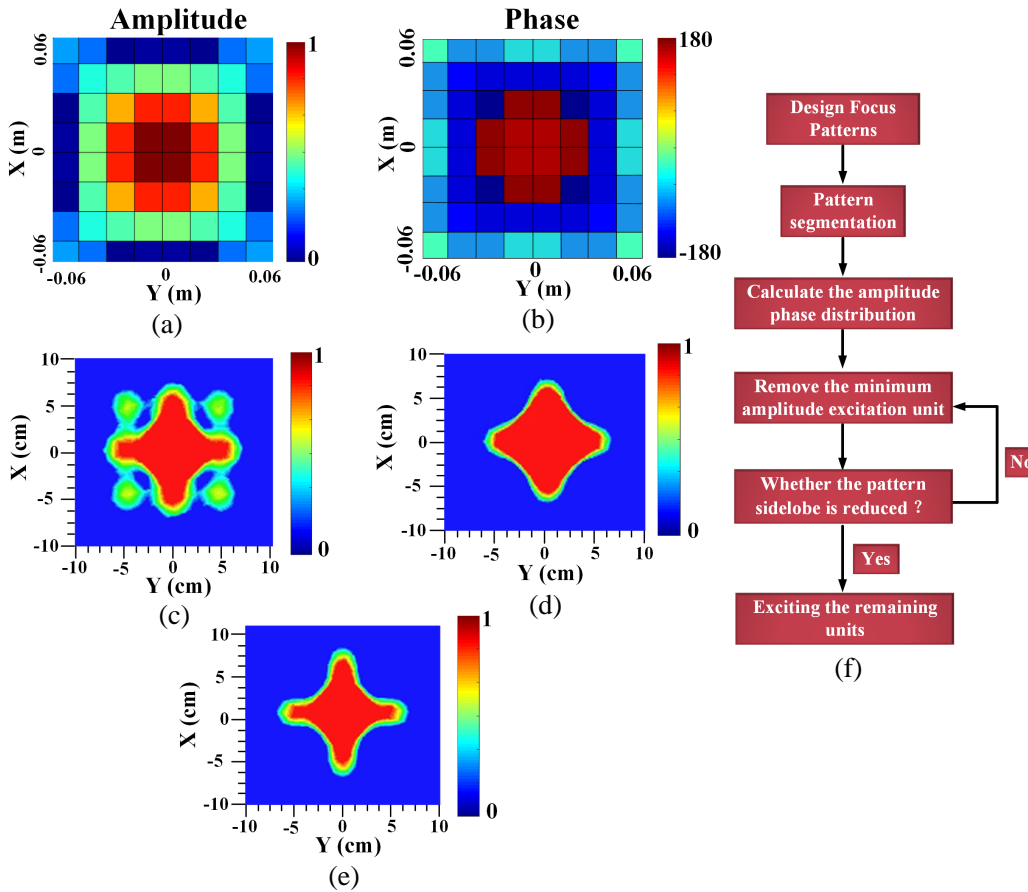 Amplitude
0.06
0
-0.06
X (m)
-0.06
0
0.06
Y (m)
1
0
(a)
Phase
0.06
0
-0.06
X (m)
-0.06
0
0.06
Y (m)
180
-180
(b)
10
5
0
-5
-10
X (cm)
-10
-5
0
5
10
Y (cm)
1
0
(c)
10
5
0
-5
-10
X (cm)
-10
-5
0
5
10
Y (cm)
1
0
(d)
10
5
0
-5
-10
X (cm)
-10
-5
0
5
10
Y (cm)
1
0
(e)
Design Focus
Patterns
Pattern
segmentation
Calculate the amplitude
phase distribution
Remove the minimum
amplitude excitation unit
No
Whether the pattern
sidelobe is reduced ?
Yes
Exciting the remaining
units
(f)